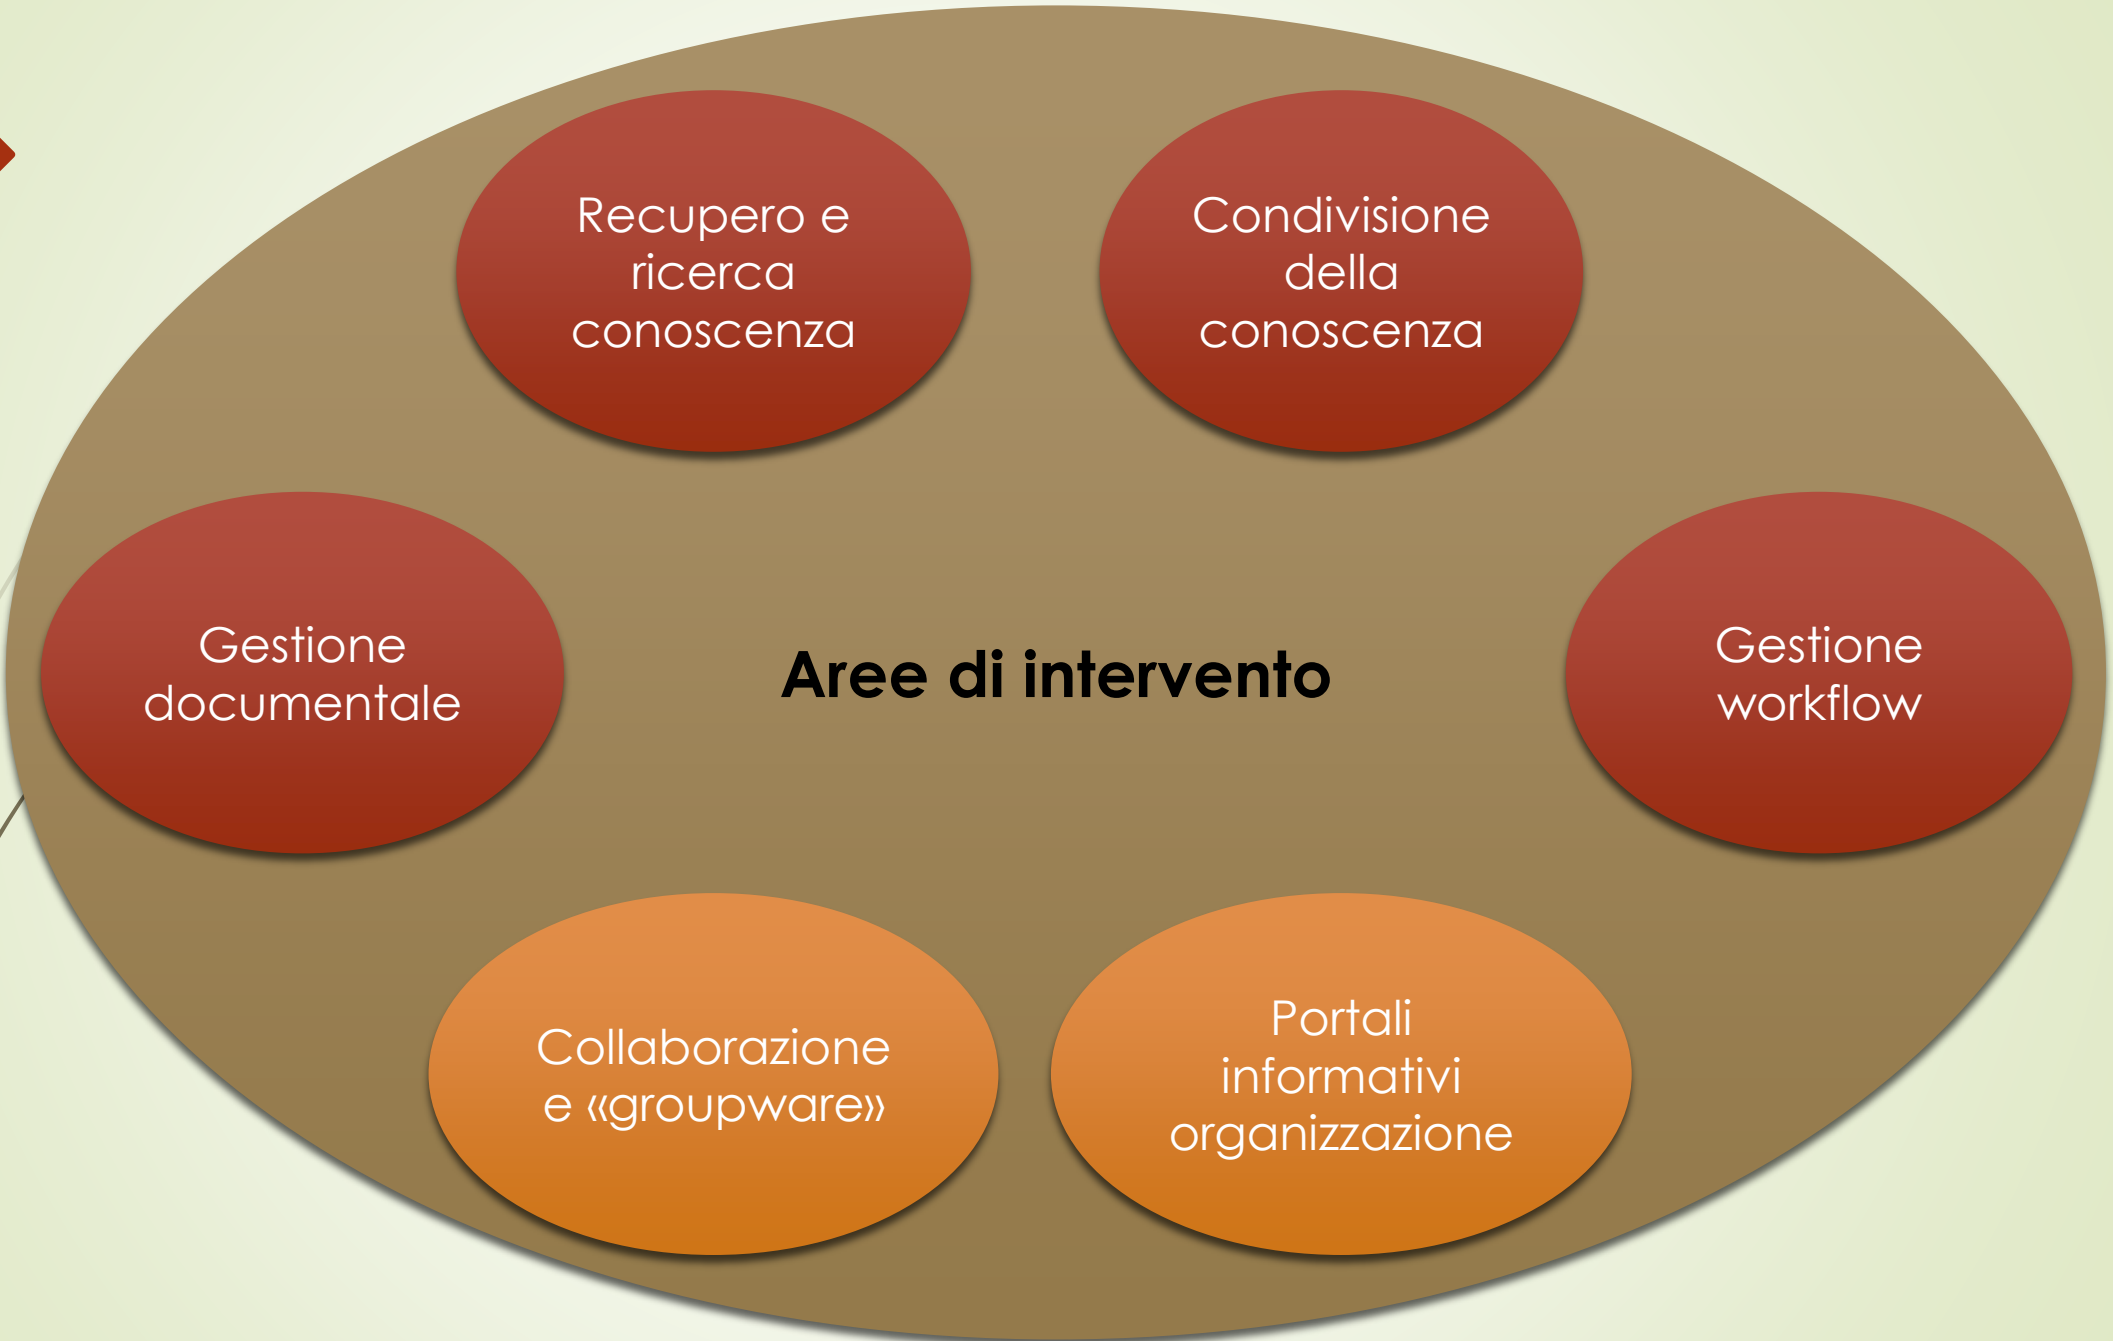 Recupero e
ricerca
conoscenza
Condivisione
della
conoscenza
Gestione
documentale
Aree di intervento
Gestione
workflow
Collaborazione
e «groupware»
Portali
informativi
organizzazione